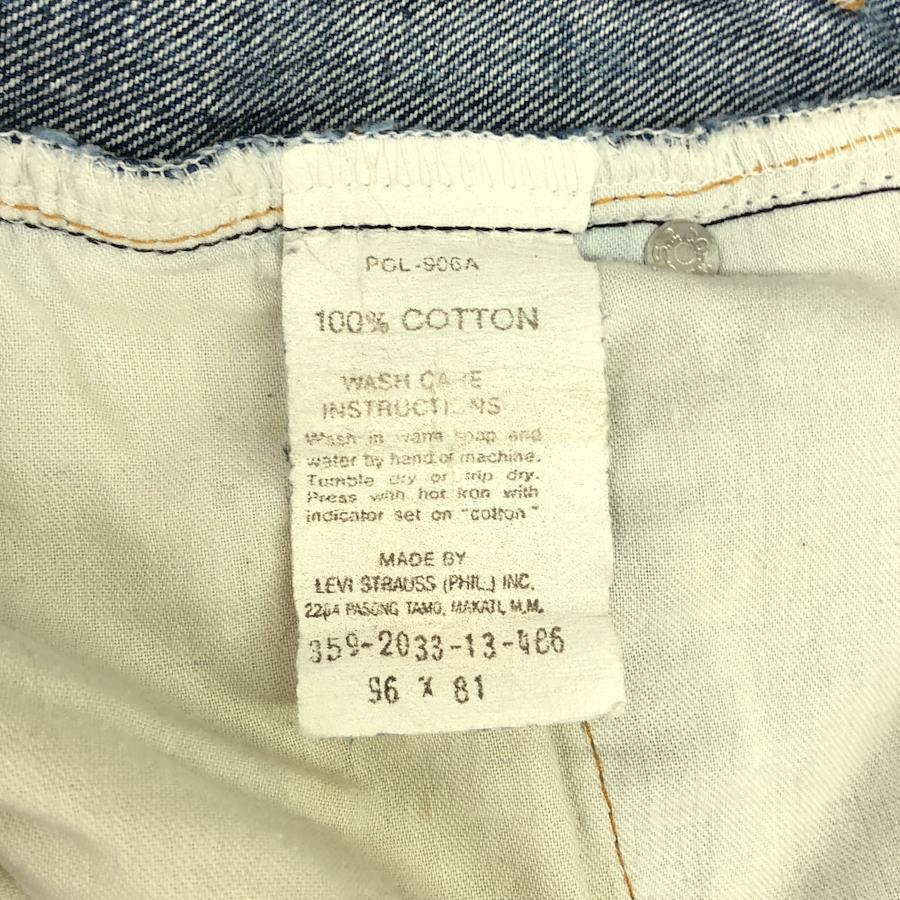 PGL-906A
100% COTTON
WASH CARE
INSTRUCTIONS
Wash in warm soap and
water by hand or machine.
Tumble dry or drip dry.
Press with hot iron with
indicator set on "cotton"
MADE BY
LEVI STRAUSS (PHIL.) INC.
2264 PASONG TAMO, MAKATI, M.M.
359-2033-13-486
96 X 81